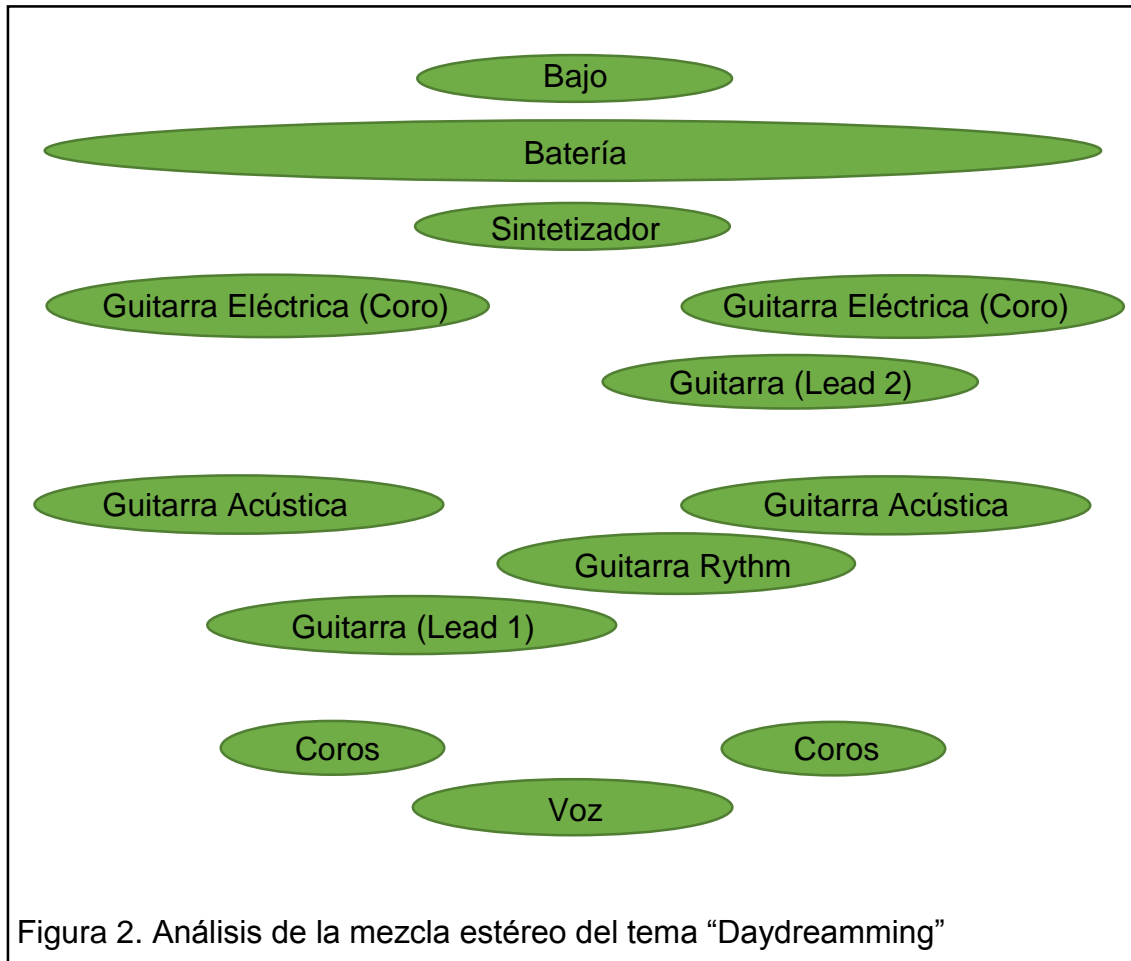 Bajo
Batería
Sintetizador
Guitarra Eléctrica (Coro)
Guitarra Eléctrica (Coro)
Guitarra (Lead 2)
Guitarra Acústica
Guitarra Acústica
Guitarra Rythm
Guitarra (Lead 1)
Coros
Coros
Voz
Figura 2. Análisis de la mezcla estéreo del tema “Daydreamming”